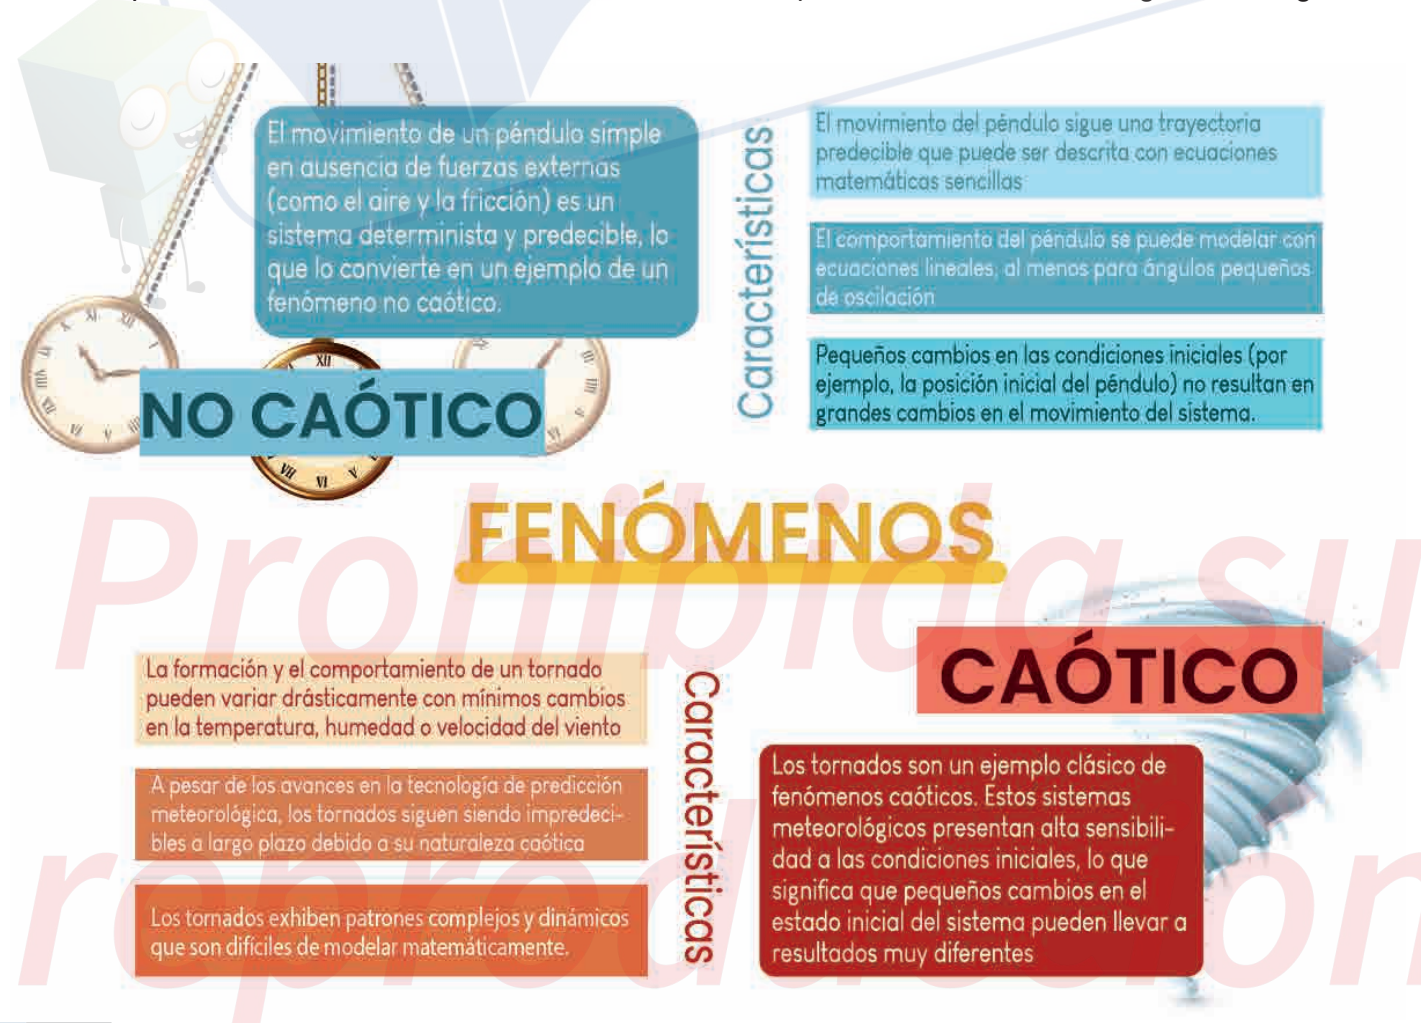 El movimiento de un péndulo simple
en ausencia de fuerzas externas
(como el aire y la fricción) es un
sistema determinista y predecible, lo
que lo convierte en un ejemplo de un
fenómeno no caótico.
NO CAÓTICO
Características
El movimiento del péndulo sigue una trayectoria
predecible que puede ser descrita con ecuaciones
matemáticas sencillas
El comportamiento del péndulo se puede modelar con
ecuaciones lineales, al menos para ángulos pequeños
de oscilación
Pequeños cambios en las condiciones iniciales (por
ejemplo, la posición inicial del péndulo) no resultan en
grandes cambios en el movimiento del sistema.
FENÓMENOS
La formación y el comportamiento de un tornado
pueden variar drásticamente con mínimos cambios
en la temperatura, humedad o velocidad del viento
A pesar de los avances en la tecnología de predicción
meteorológica, los tornados siguen siendo impredeci-
bles a largo plazo debido a su naturaleza caótica
Los tornados exhiben patrones complejos y dinámicos
que son difíciles de modelar matemáticamente.
Características
CAÓTICO
Los tornados son un ejemplo clásico de
fenómenos caóticos. Estos sistemas
meteorológicos presentan alta sensibili-
dad a las condiciones iniciales, lo que
significa que pequeños cambios en el
estado inicial del sistema pueden llevar a
resultados muy diferentes
Prohibida su
reproducción